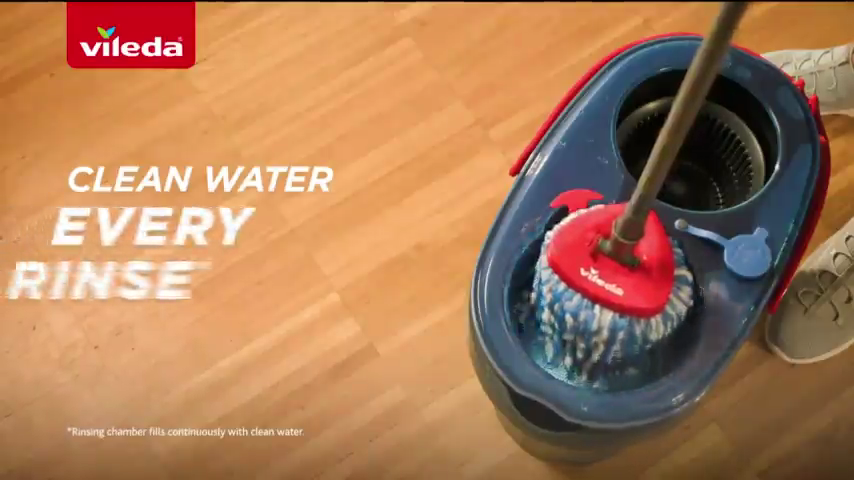 vileda
CLEAN WATER
EVERY
RINSE
vileda
*Rinsing chamber fills continuously with clean water.